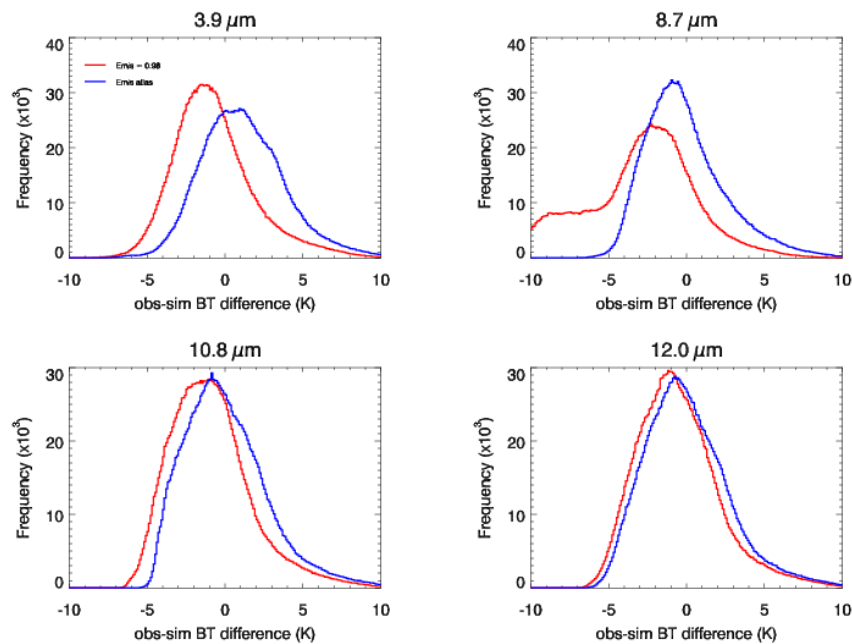 3.9 µm
40
30
20
10
0
Frequency (x10³)
Emis = 0.98
Emis atlas
-10 -5 0 5 10
obs-sim BT difference (K)
8.7 µm
40
30
20
10
0
Frequency (x10³)
-10 -5 0 5 10
obs-sim BT difference (K)
10.8 µm
30
20
10
0
Frequency (x10³)
-10 -5 0 5 10
obs-sim BT difference (K)
12.0 µm
30
20
10
0
Frequency (x10³)
-10 -5 0 5 10
obs-sim BT difference (K)